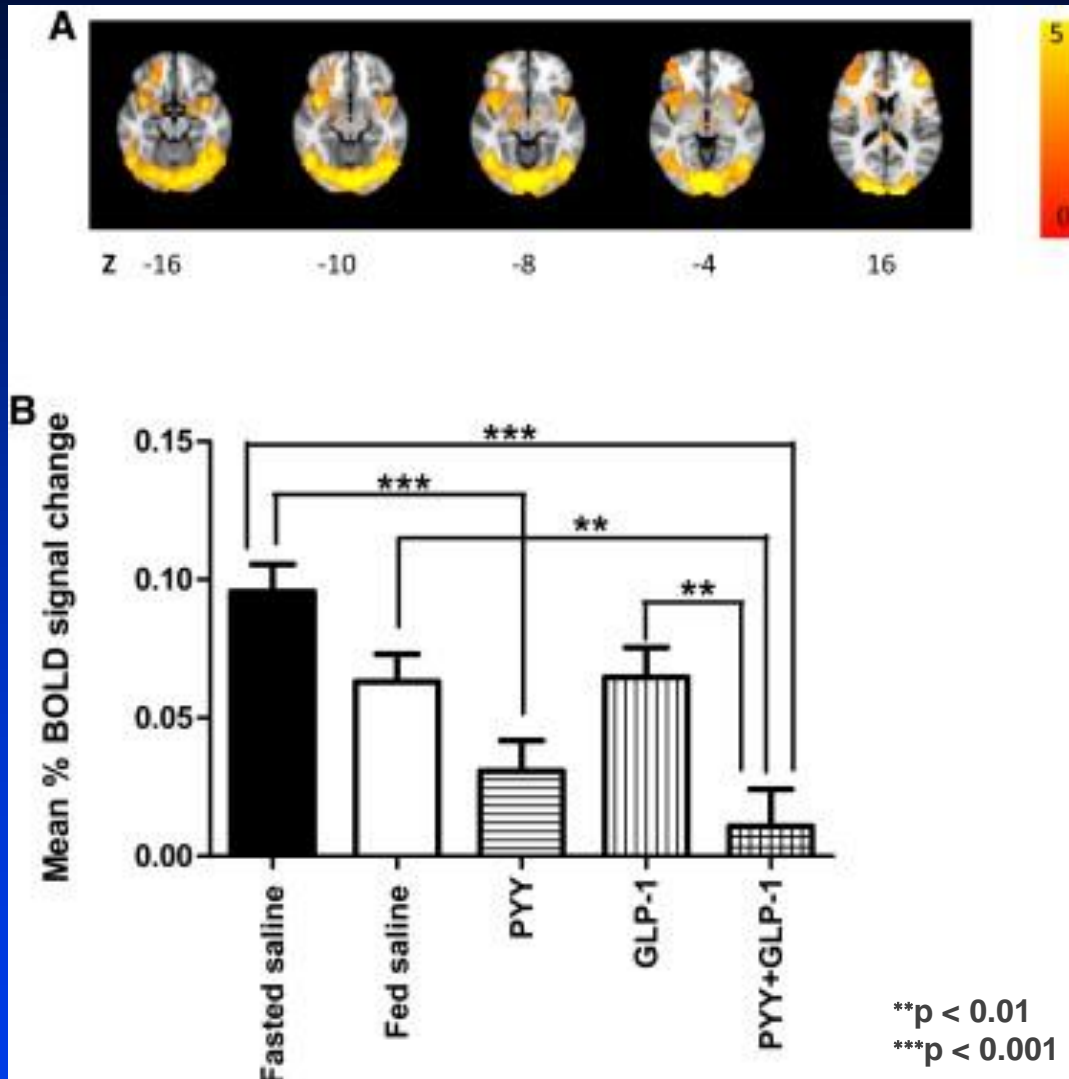 A
5
0
Z -16 -10 -8 -4 16
B
Mean % BOLD signal change
0.15
0.10
0.05
0.00
***
***
**
**
Fasted saline
Fed saline
PYY
GLP-1
PYY+GLP-1
**p < 0.01
***p < 0.001